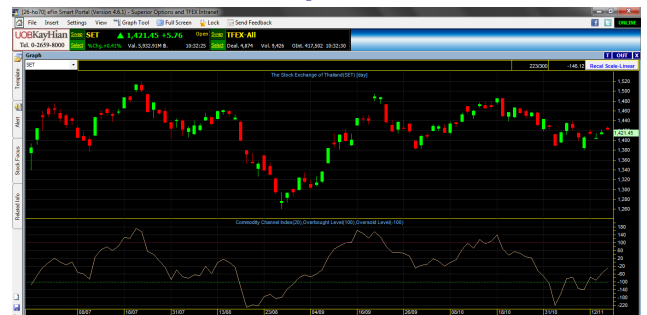 [26-ho70] eFin Smart Portal (Version 4.6.1) - Superior Options and TFEX Intranet
File Insert Settings View Graph Tool Full Screen Lock Send Feedback ONLINE
UOBKayHian Swap SET ▲ 1,421.45 +5.76 Open Swap TFEX-All
Tel. 0-2659-8000 Select %Chg.+0.41% Val. 5,932.91M B. 10:32:25 Select Deal. 4,874 Vol. 9,426 OInt. 417,502 10:32:30
Graph T OUT X
SET 223/300 -146.12 Recal Scale-Linear
The Stock Exchange of Thailand(SET) [day]
Template
Alert
Stock Focus
Related Info
1,520
1,500
1,480
1,460
1,440
1,421.45
1,400
1,380
1,360
1,340
1,320
1,300
1,280
1,260
Commodity Channel Index(20),Overbought Level(100),Oversold Level(-100)
180
140
100
60
20
-20
-60
-100
-140
-180
-220
08/07 16/07 31/07 13/08 23/08 04/09 16/09 26/09 08/10 18/10 31/10 12/11